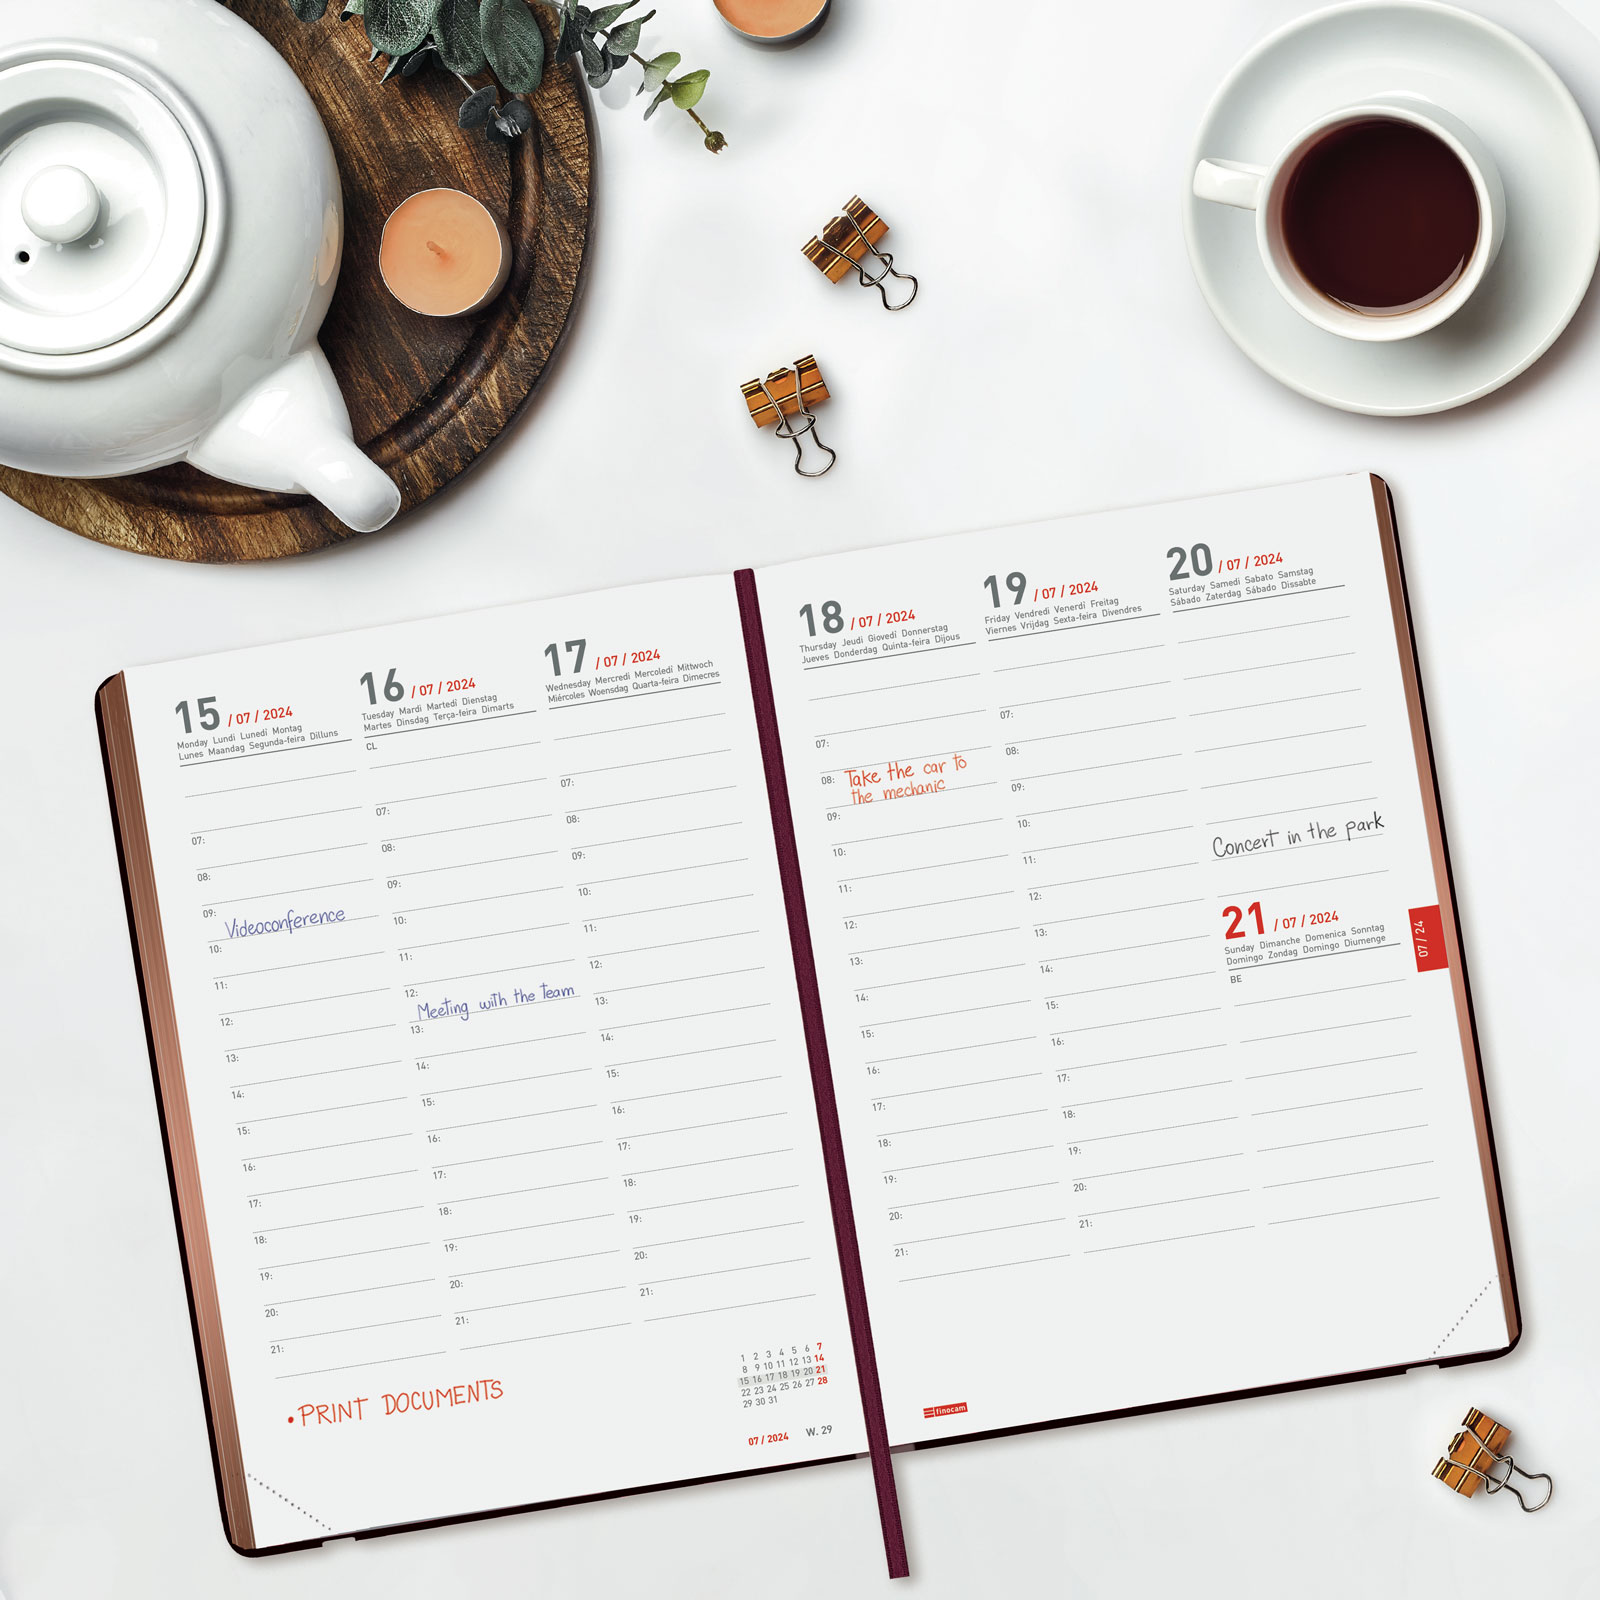 15 / 07 / 2024
Monday Lundi Lunedí Montag
Lunes Maandag Segunda-feira Dilluns
07:
08:
09:
Videoconference
10:
11:
12:
13:
14:
15:
16:
17:
18:
19:
20:
21:
16 / 07 / 2024
Tuesday Mardi Martedí Dienstag
Martes Dinsdag Terça-feira Dimarts
CL
07:
08:
09:
10:
11:
12:
Meeting with the team
13:
14:
15:
16:
17:
18:
19:
20:
21:
17 / 07 / 2024
Wednesday Mercredi Mercoledí Mittwoch
Miércoles Woensdag Quarta-feira Dimecres
07:
08:
09:
10:
11:
12:
13:
14:
15:
16:
17:
18:
19:
20:
21:
• PRINT DOCUMENTS
1 2 3 4 5 6 7
8 9 10 11 12 13 14
15 16 17 18 19 20 21
22 23 24 25 26 27 28
29 30 31
07 / 2024 W. 29
18 / 07 / 2024
Thursday Jeudi Giovedí Donnerstag
Jueves Donderdag Quinta-feira Dijous
07:
08: Take the car to
the mechanic
09:
10:
11:
12:
13:
14:
15:
16:
17:
18:
19:
20:
21:
19 / 07 / 2024
Friday Vendredi Venerdí Freitag
Viernes Vrijdag Sexta-feira Divendres
07:
08:
09:
10:
11:
12:
13:
14:
15:
16:
17:
18:
19:
20:
21:
20 / 07 / 2024
Saturday Samedi Sabato Samstag
Sábado Zaterdag Sábado Dissabte
Concert in the park
21 / 07 / 2024
Sunday Dimanche Domenica Sonntag
Domingo Zondag Domingo Diumenge
BE
07 / 24
finocam